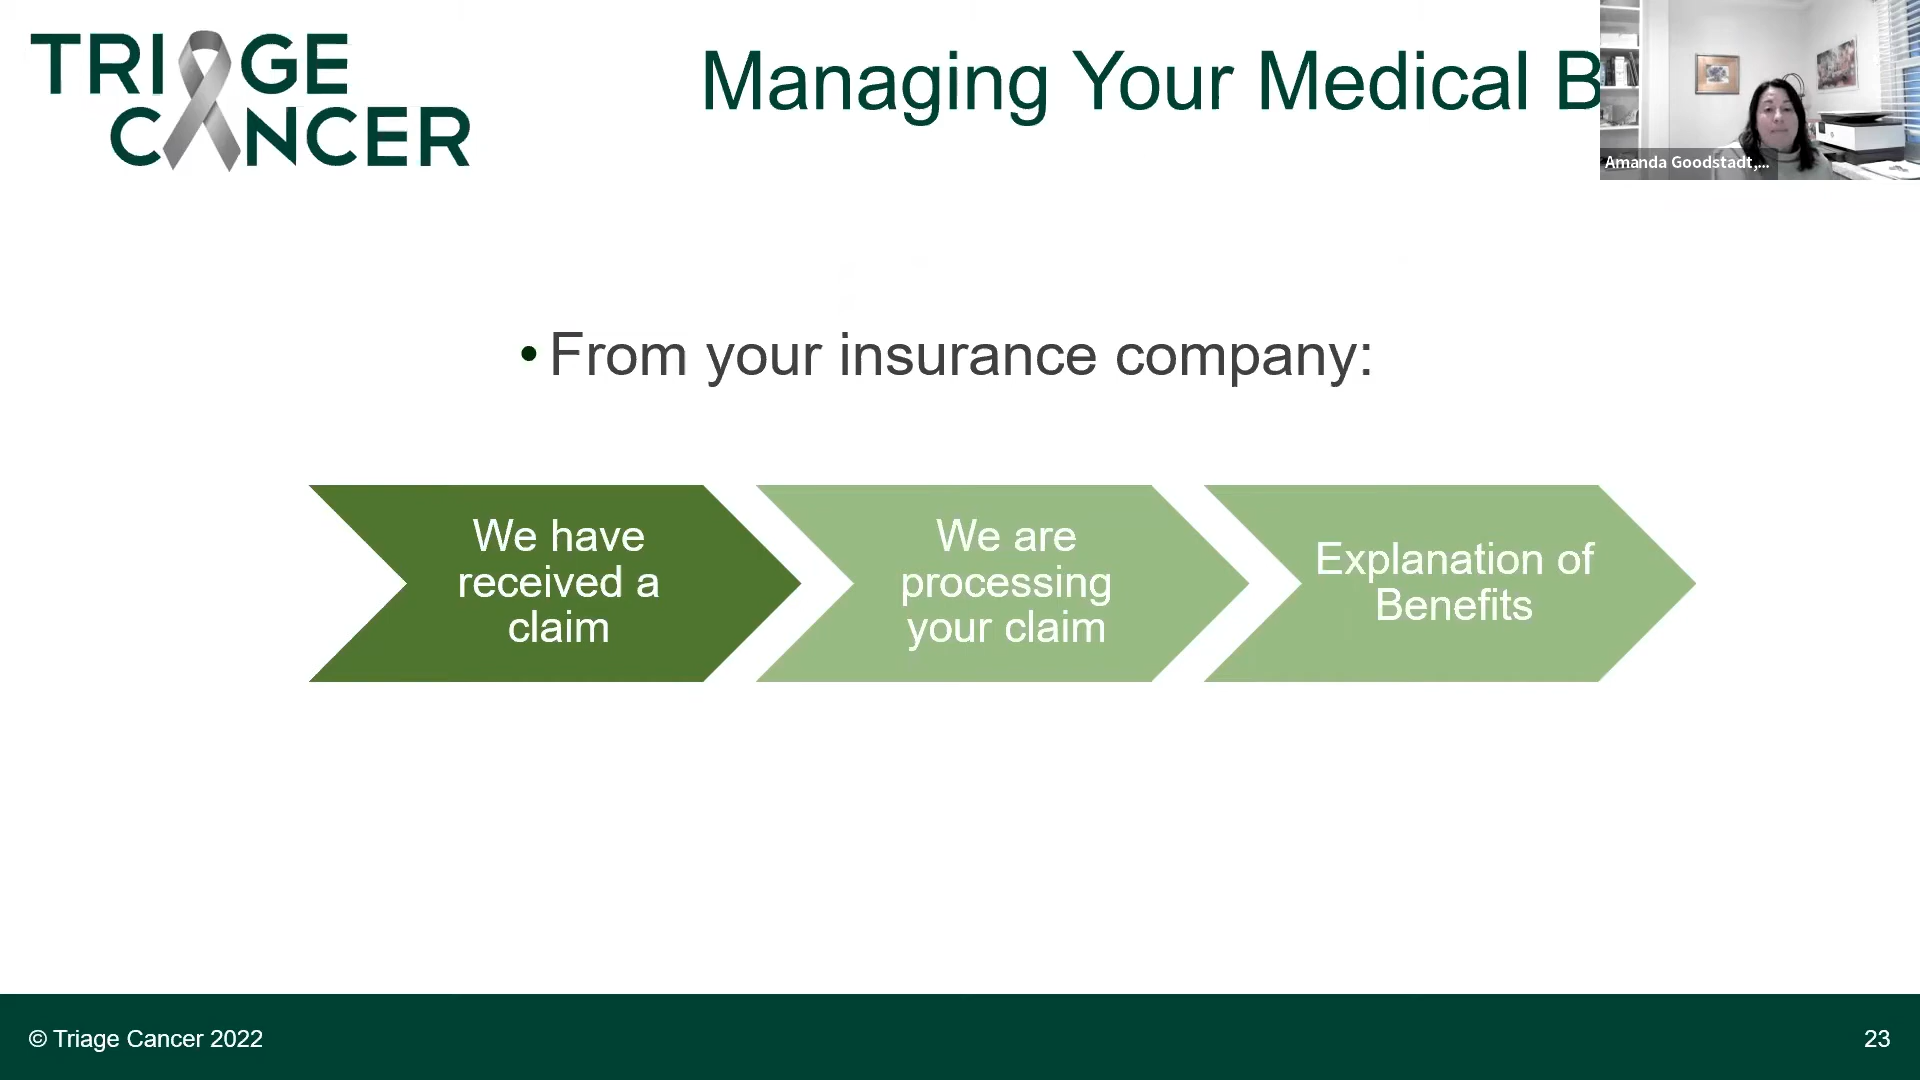 TRIAGE
CANCER
Managing Your Medical B
Amanda Goodstadt,...
• From your insurance company:
We have
received a
claim
We are
processing
your claim
Explanation of
Benefits
© Triage Cancer 2022
23